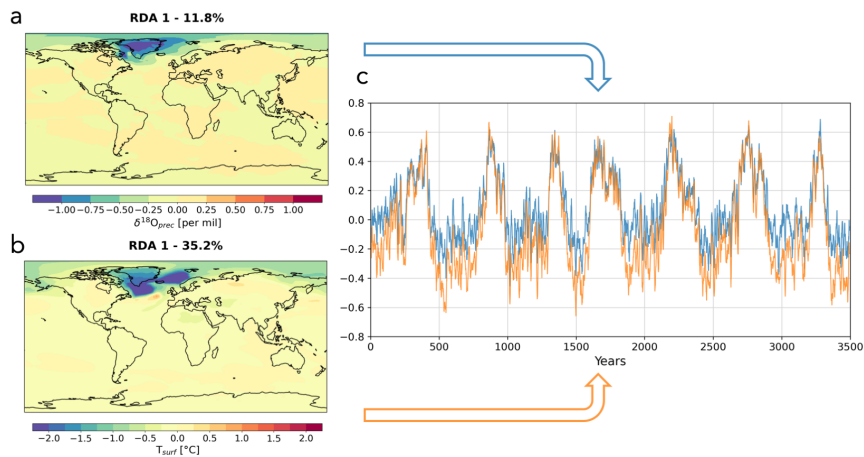 a
RDA 1 - 11.8%
−1.00 −0.75 −0.50 −0.25 0.00 0.25 0.50 0.75 1.00
δ¹⁸Oprec [per mil]
b
RDA 1 - 35.2%
−2.0 −1.5 −1.0 −0.5 0.0 0.5 1.0 1.5 2.0
Tsurf [°C]
c
0.8
0.6
0.4
0.2
0.0
−0.2
−0.4
−0.6
−0.8
0 500 1000 1500 2000 2500 3000 3500
Years